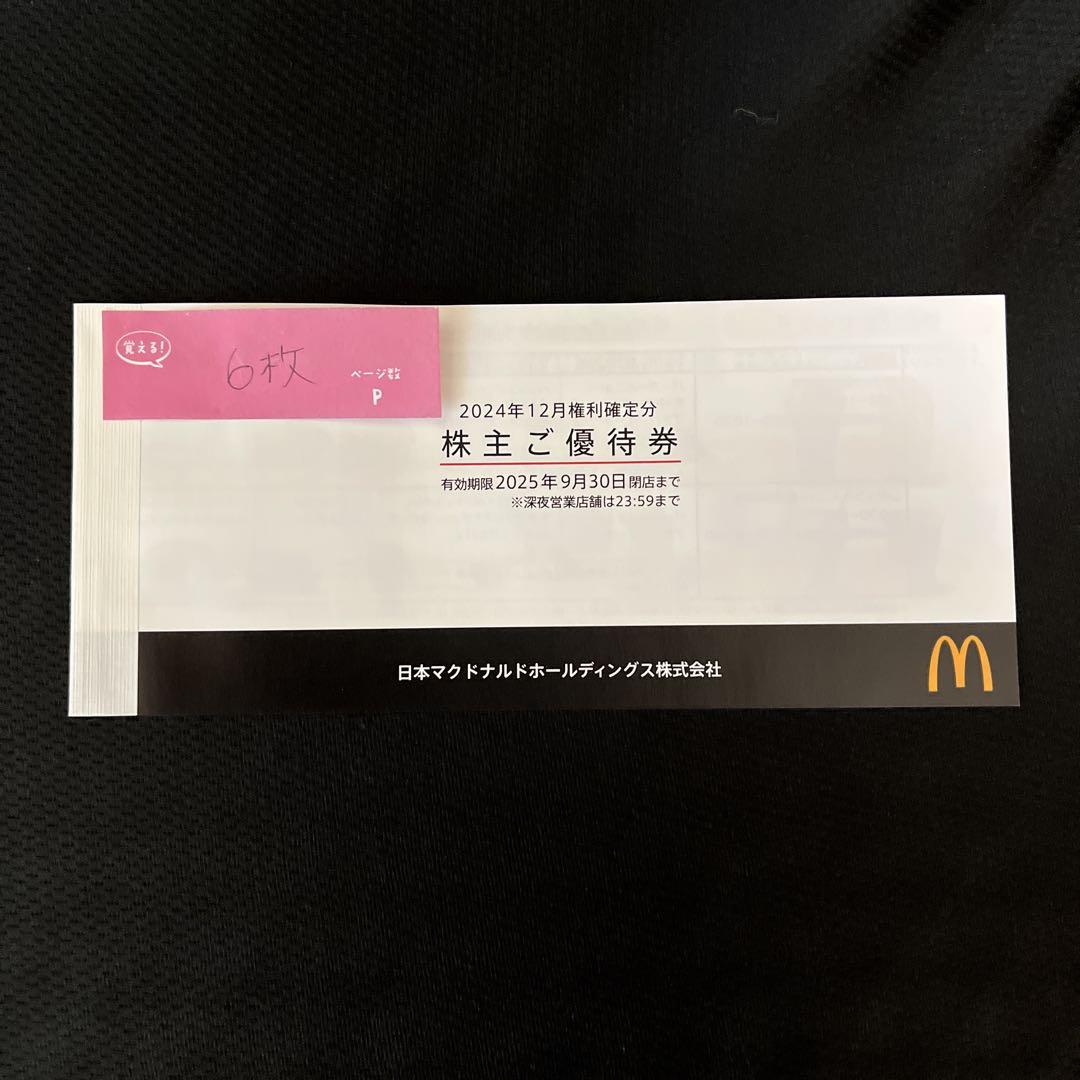 覚える!
6枚
ページ数
P
2024年12月権利確定分
株主ご優待券
有効期限2025年9月30日閉店まで
※深夜営業店舗は23:59まで
日本マクドナルドホールディングス株式会社